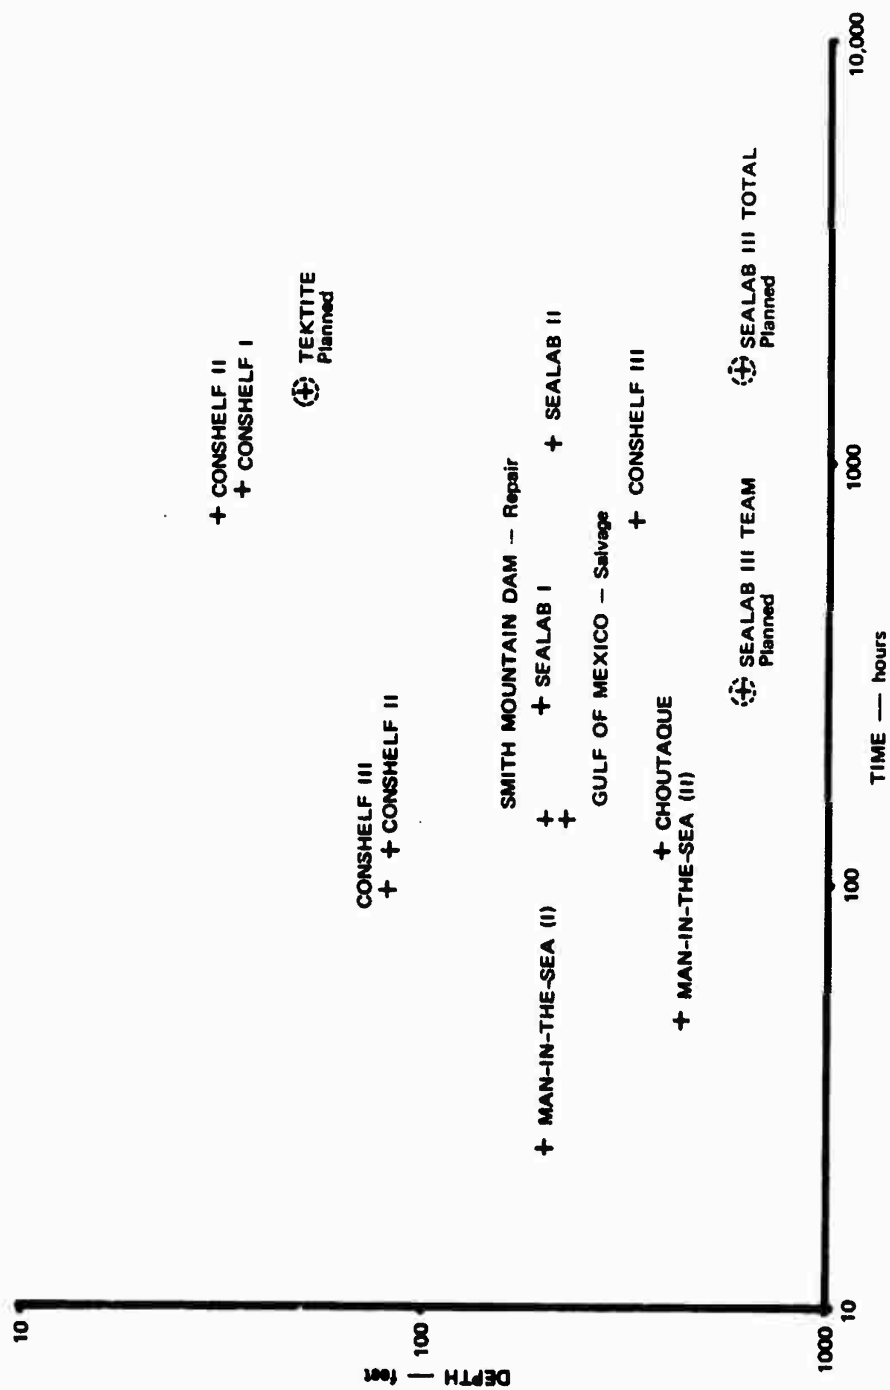 10
100
1000
DEPTH — feet
+ CONSHELF II
+ CONSHELF I
TEKTITE
Planned
CONSHELF III
+ CONSHELF II
SMITH MOUNTAIN DAM — Repair
+ SEALAB I
+ SEALAB II
GULF OF MEXICO — Salvage
+ MAN-IN-THE-SEA (I)
+ CONSHELF III
+ CHOUTAQUE
+ MAN-IN-THE-SEA (II)
SEALAB III TEAM
Planned
SEALAB III TOTAL
Planned
10
100
1000
10,000
TIME — hours